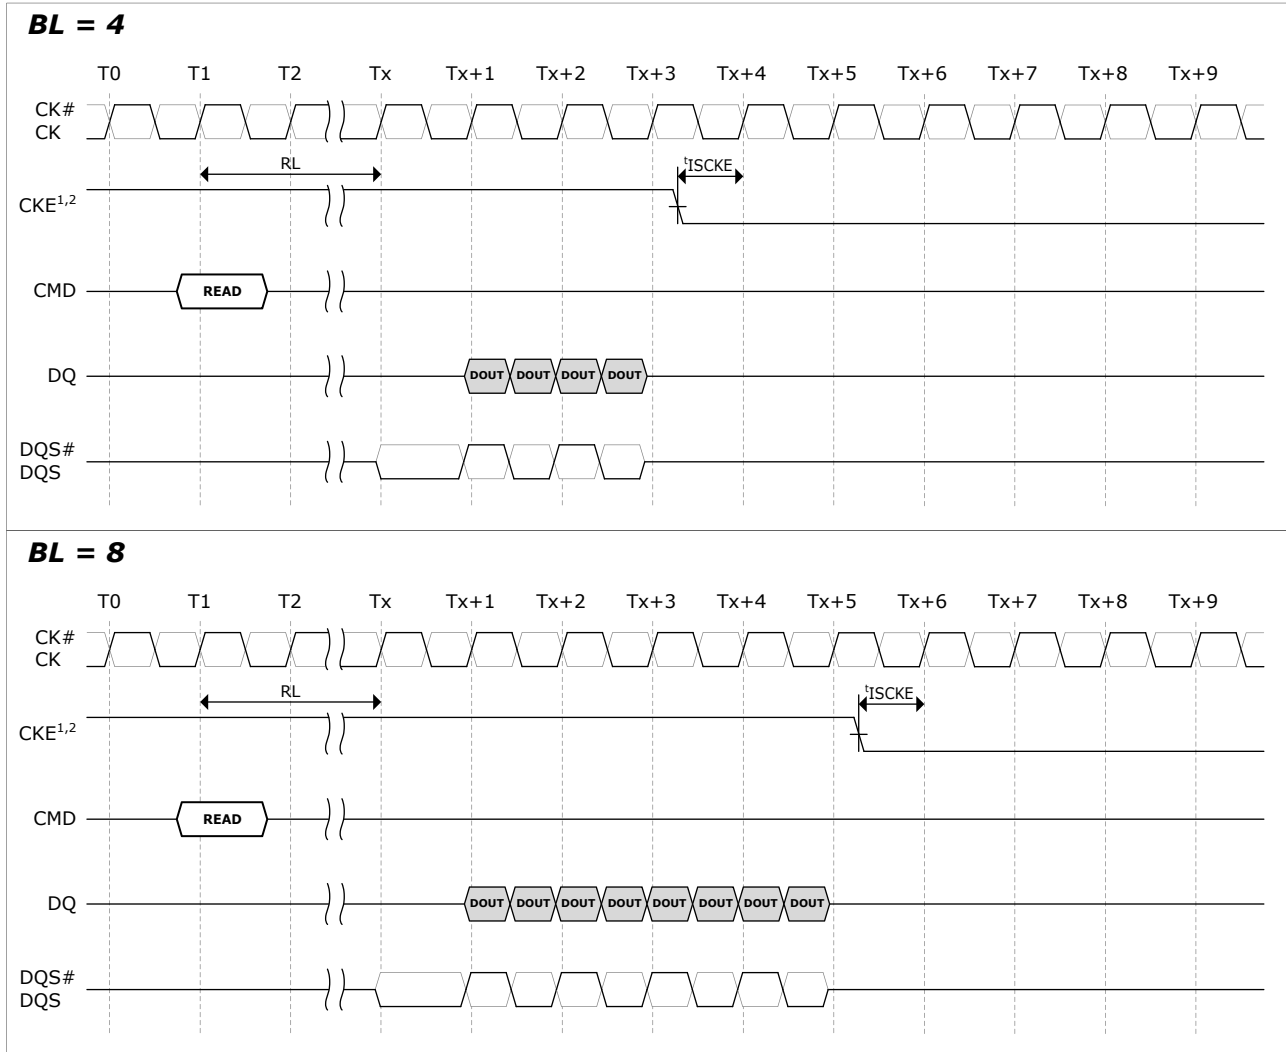 BL = 4
T0 T1 T2 Tx Tx+1 Tx+2 Tx+3 Tx+4 Tx+5 Tx+6 Tx+7 Tx+8 Tx+9
CK#
CK
RL
tISCKE
CKE1,2
CMD READ
DQ DOUT DOUT DOUT DOUT
DQS#
DQS
BL = 8
T0 T1 T2 Tx Tx+1 Tx+2 Tx+3 Tx+4 Tx+5 Tx+6 Tx+7 Tx+8 Tx+9
CK#
CK
RL
tISCKE
CKE1,2
CMD READ
DQ DOUT DOUT DOUT DOUT DOUT DOUT DOUT DOUT
DQS#
DQS